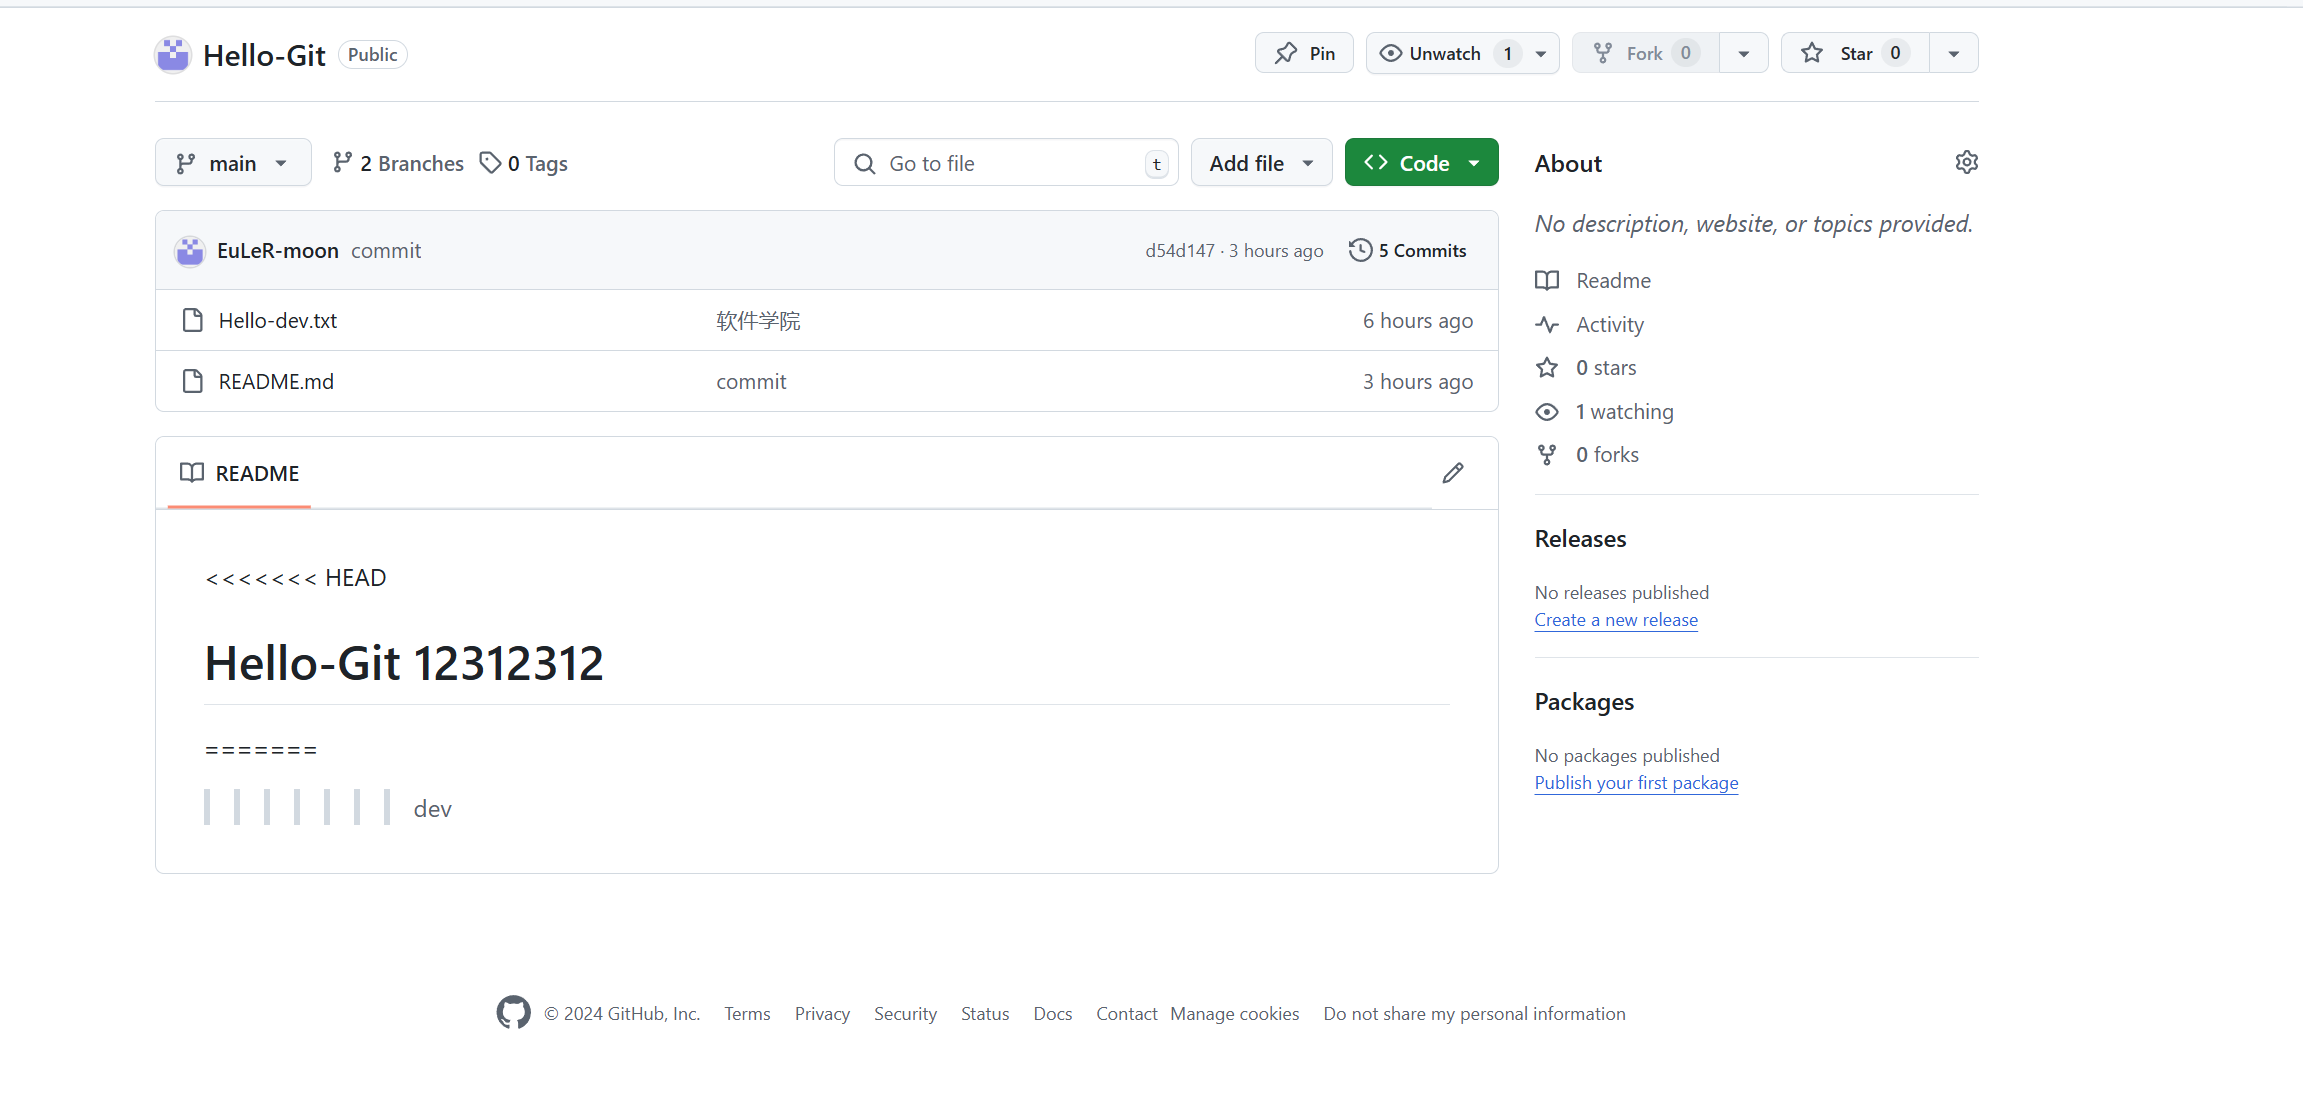 Hello-Git Public
Pin Unwatch 1 Fork 0 Star 0
main 2 Branches 0 Tags Go to file t Add file Code
EuLeR-moon commit d54d147 · 3 hours ago 5 Commits
Hello-dev.txt 软件学院 6 hours ago
README.md commit 3 hours ago
README
<<<<<<< HEAD
Hello-Git 12312312
=======
dev
About
No description, website, or topics provided.
Readme
Activity
0 stars
1 watching
0 forks
Releases
No releases published
Create a new release
Packages
No packages published
Publish your first package
© 2024 GitHub, Inc. Terms Privacy Security Status Docs Contact Manage cookies Do not share my personal information